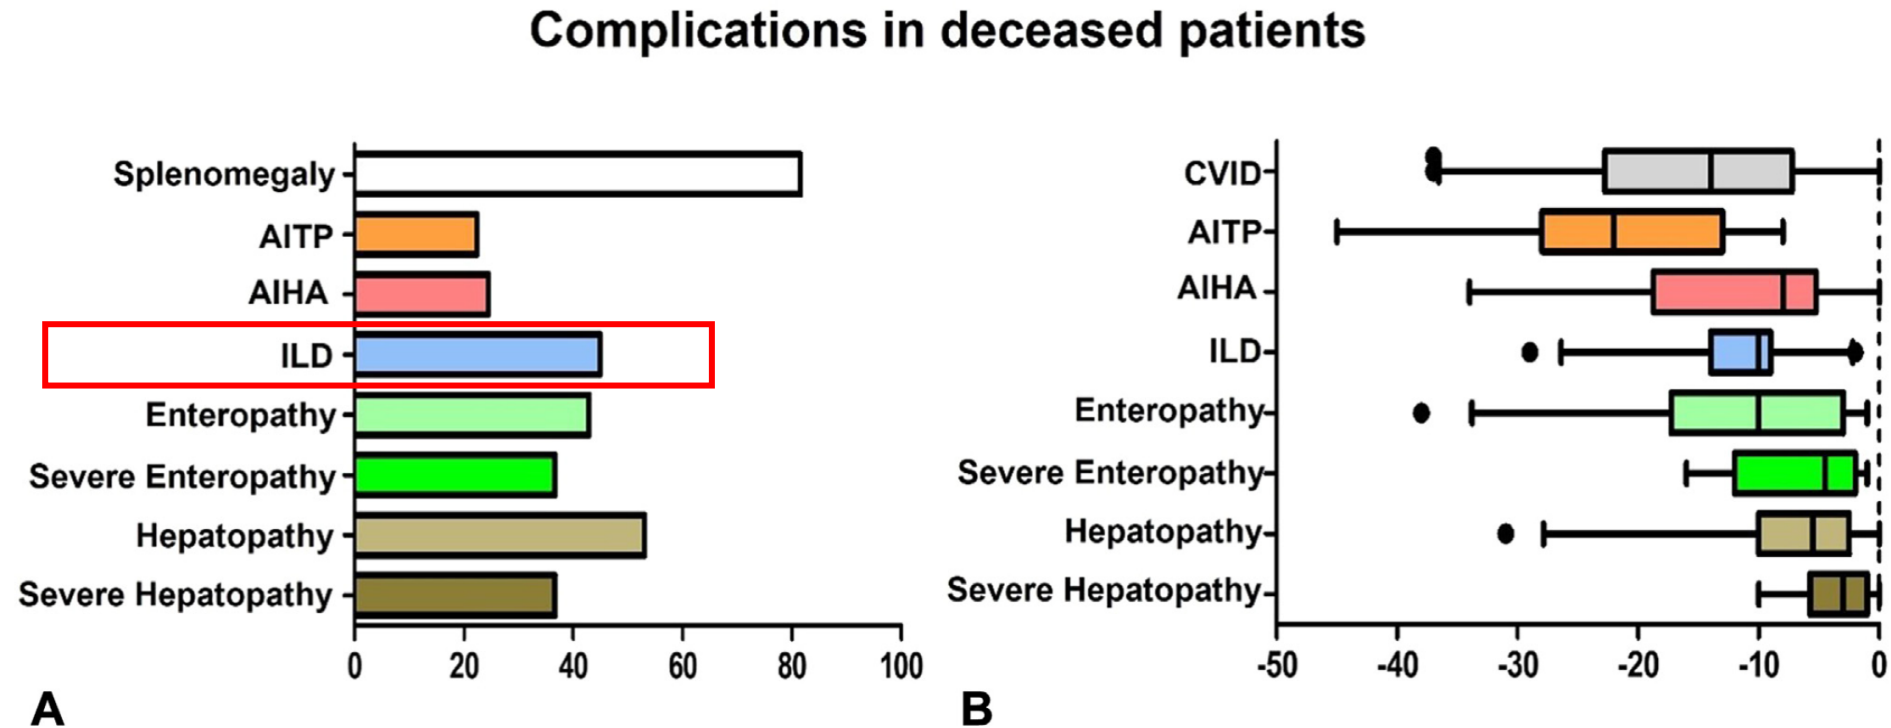 Complications in deceased patients
Splenomegaly
AITP
AIHA
ILD
Enteropathy
Severe Enteropathy
Hepatopathy
Severe Hepatopathy
0 20 40 60 80 100
A
CVID
AITP
AIHA
ILD
Enteropathy
Severe Enteropathy
Hepatopathy
Severe Hepatopathy
-50 -40 -30 -20 -10 0
B